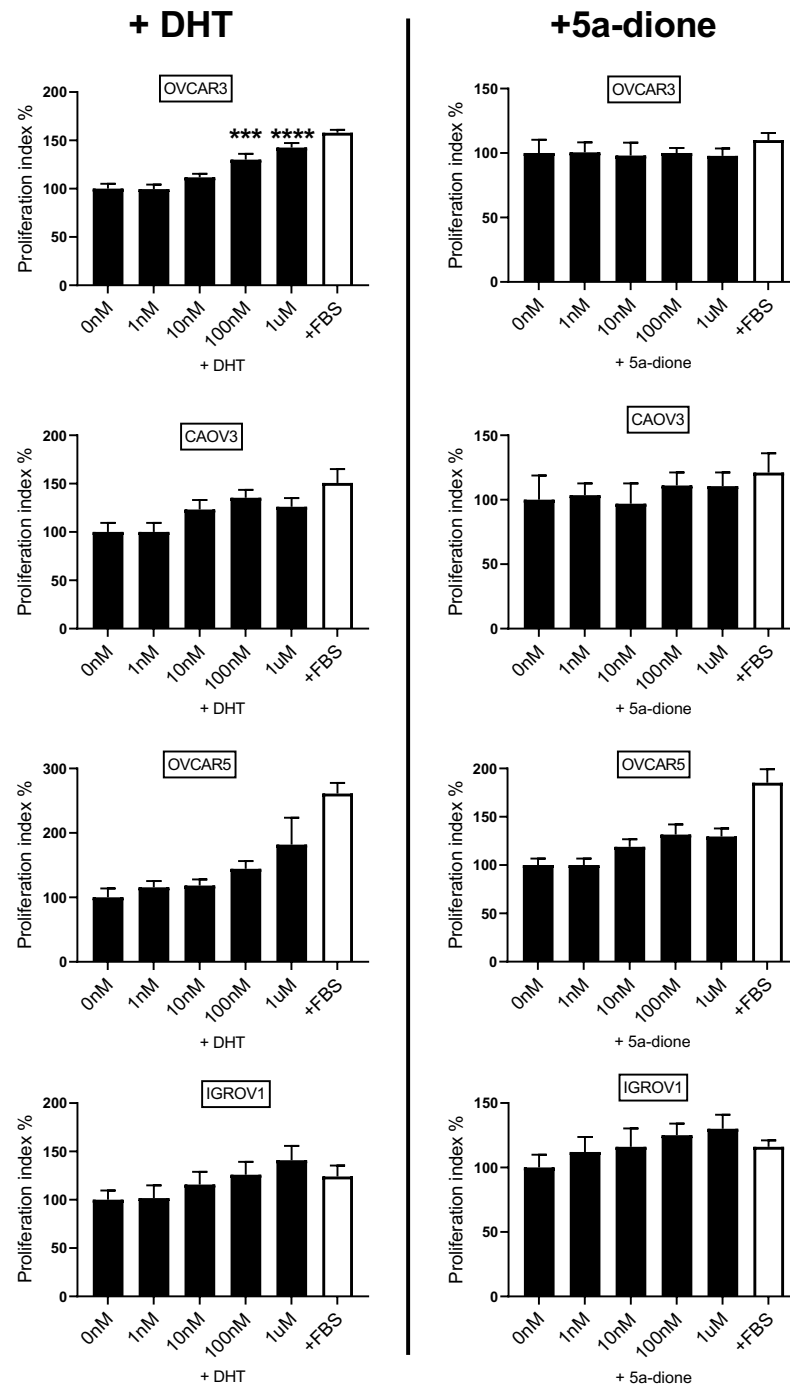 + DHT
+5a-dione
OVCAR3
Proliferation index %
200
150
100
50
0
*** ****
0nM 1nM 10nM 100nM 1uM +FBS
+ DHT
OVCAR3
Proliferation index %
150
100
50
0
0nM 1nM 10nM 100nM 1uM +FBS
+ 5a-dione
CAOV3
Proliferation index %
200
150
100
50
0
0nM 1nM 10nM 100nM 1uM +FBS
+ DHT
CAOV3
Proliferation index %
150
100
50
0
0nM 1nM 10nM 100nM 1uM +FBS
+ 5a-dione
OVCAR5
Proliferation index %
300
200
100
0
0nM 1nM 10nM 100nM 1uM +FBS
+ DHT
OVCAR5
Proliferation index %
200
150
100
50
0
0nM 1nM 10nM 100nM 1uM +FBS
+ 5a-dione
IGROV1
Proliferation index %
200
150
100
50
0
0nM 1nM 10nM 100nM 1uM +FBS
+ DHT
IGROV1
Proliferation index %
150
100
50
0
0nM 1nM 10nM 100nM 1uM +FBS
+ 5a-dione